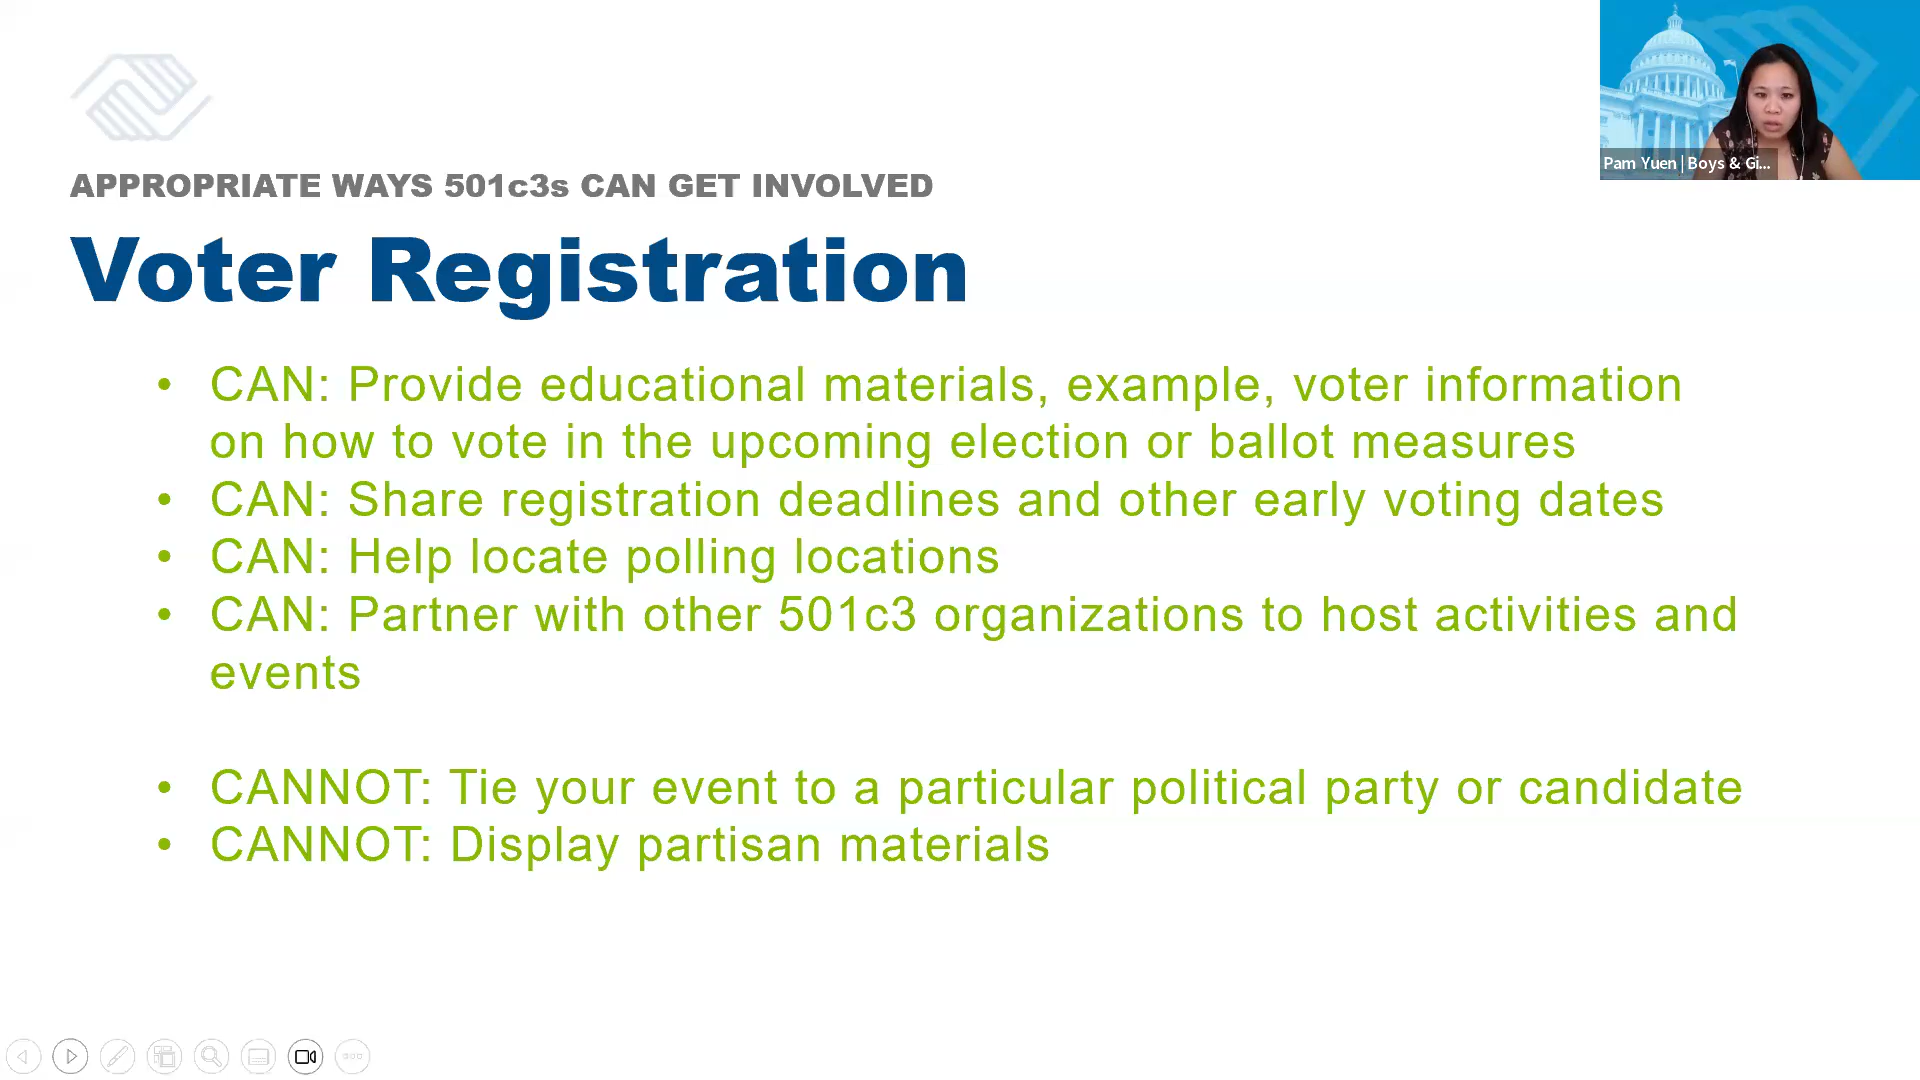 Pam Yuen | Boys & Gi...
APPROPRIATE WAYS 501c3s CAN GET INVOLVED
Voter Registration
• CAN: Provide educational materials, example, voter information
on how to vote in the upcoming election or ballot measures
• CAN: Share registration deadlines and other early voting dates
• CAN: Help locate polling locations
• CAN: Partner with other 501c3 organizations to host activities and
events
• CANNOT: Tie your event to a particular political party or candidate
• CANNOT: Display partisan materials